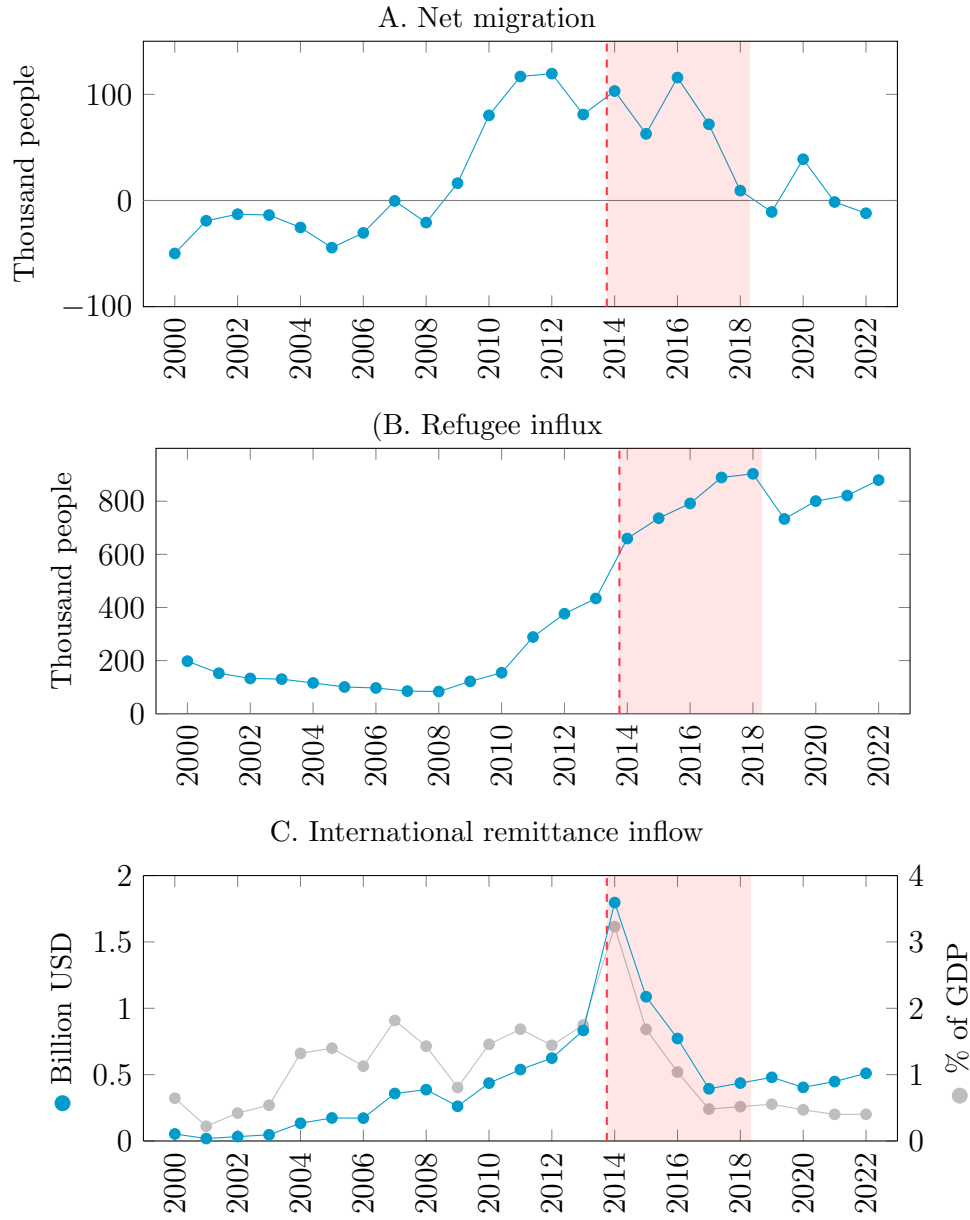 A. Net migration
Thousand people
100
0
−100
2000 2002 2004 2006 2008 2010 2012 2014 2016 2018 2020 2022
(B. Refugee influx
Thousand people
800
600
400
200
0
2000 2002 2004 2006 2008 2010 2012 2014 2016 2018 2020 2022
C. International remittance inflow
Billion USD
2
1.5
1
0.5
0
4
3
2
1
0
% of GDP
2000 2002 2004 2006 2008 2010 2012 2014 2016 2018 2020 2022